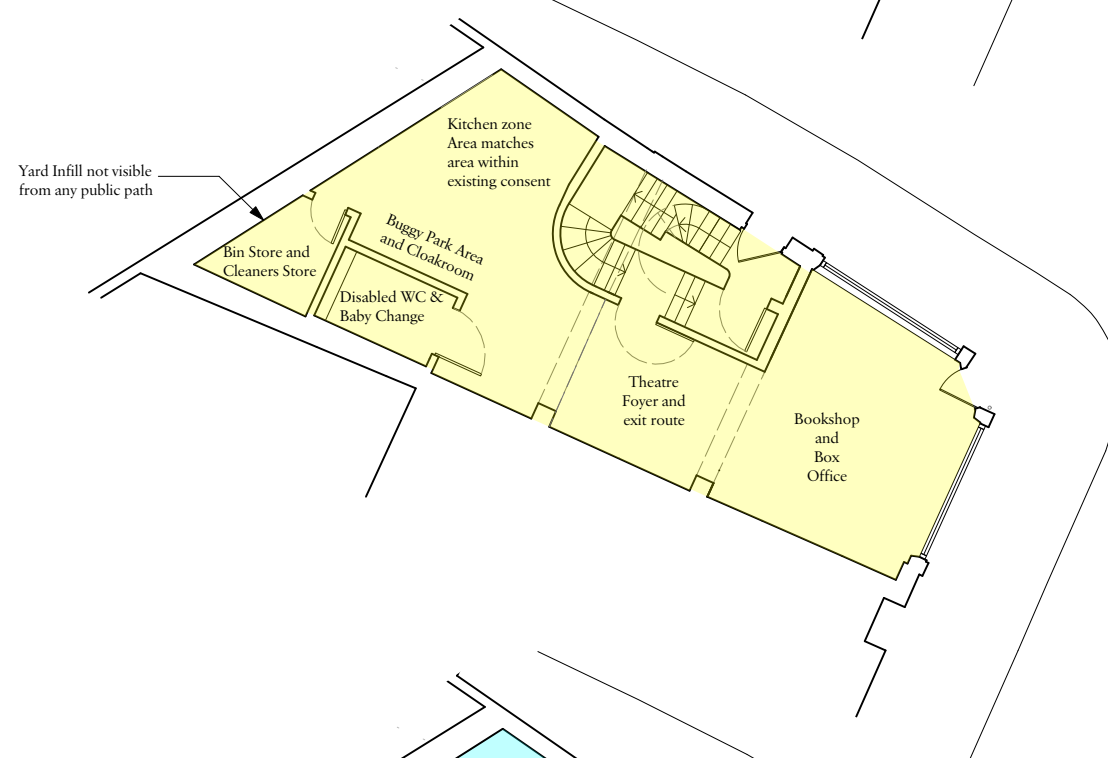 Kitchen zone
Area matches
area within
existing consent
Yard Infill not visible
from any public path
Buggy Park Area
and Cloakroom
Bin Store and
Cleaners Store
Disabled WC &
Baby Change
Theatre
Foyer and
exit route
Bookshop
and
Box
Office